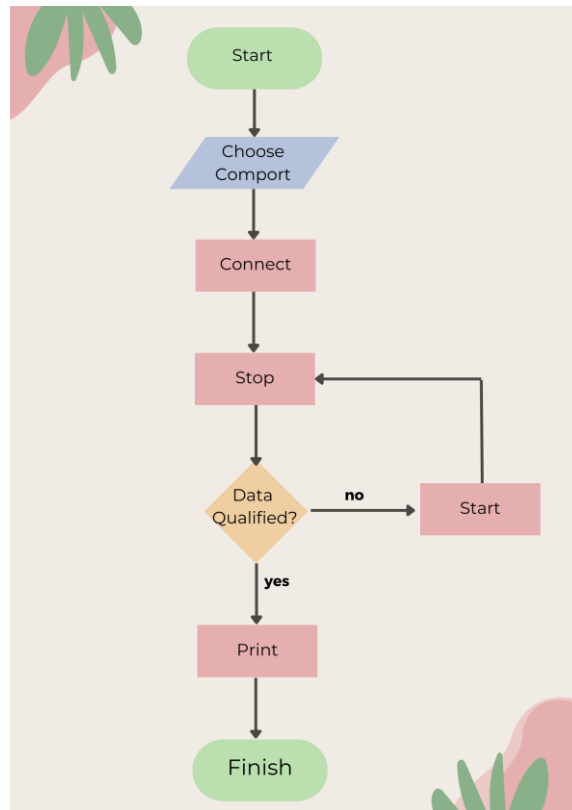 Start
Choose
Comport
Connect
Stop
Data
Qualified?
no
Start
yes
Print
Finish